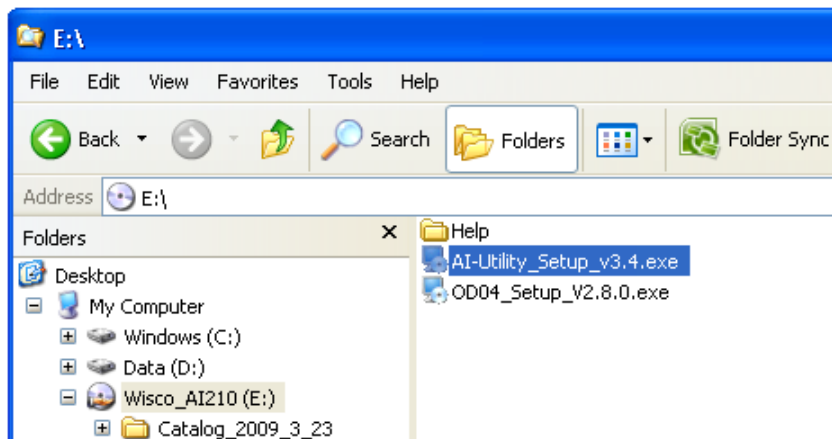 E:\
File Edit View Favorites Tools Help
Back Search Folders Folder Sync
Address E:\
Folders
Desktop
My Computer
Windows (C:)
Data (D:)
Wisco_AI210 (E:)
Catalog_2009_3_23
Help
AI-Utility_Setup_v3.4.exe
OD04_Setup_V2.8.0.exe